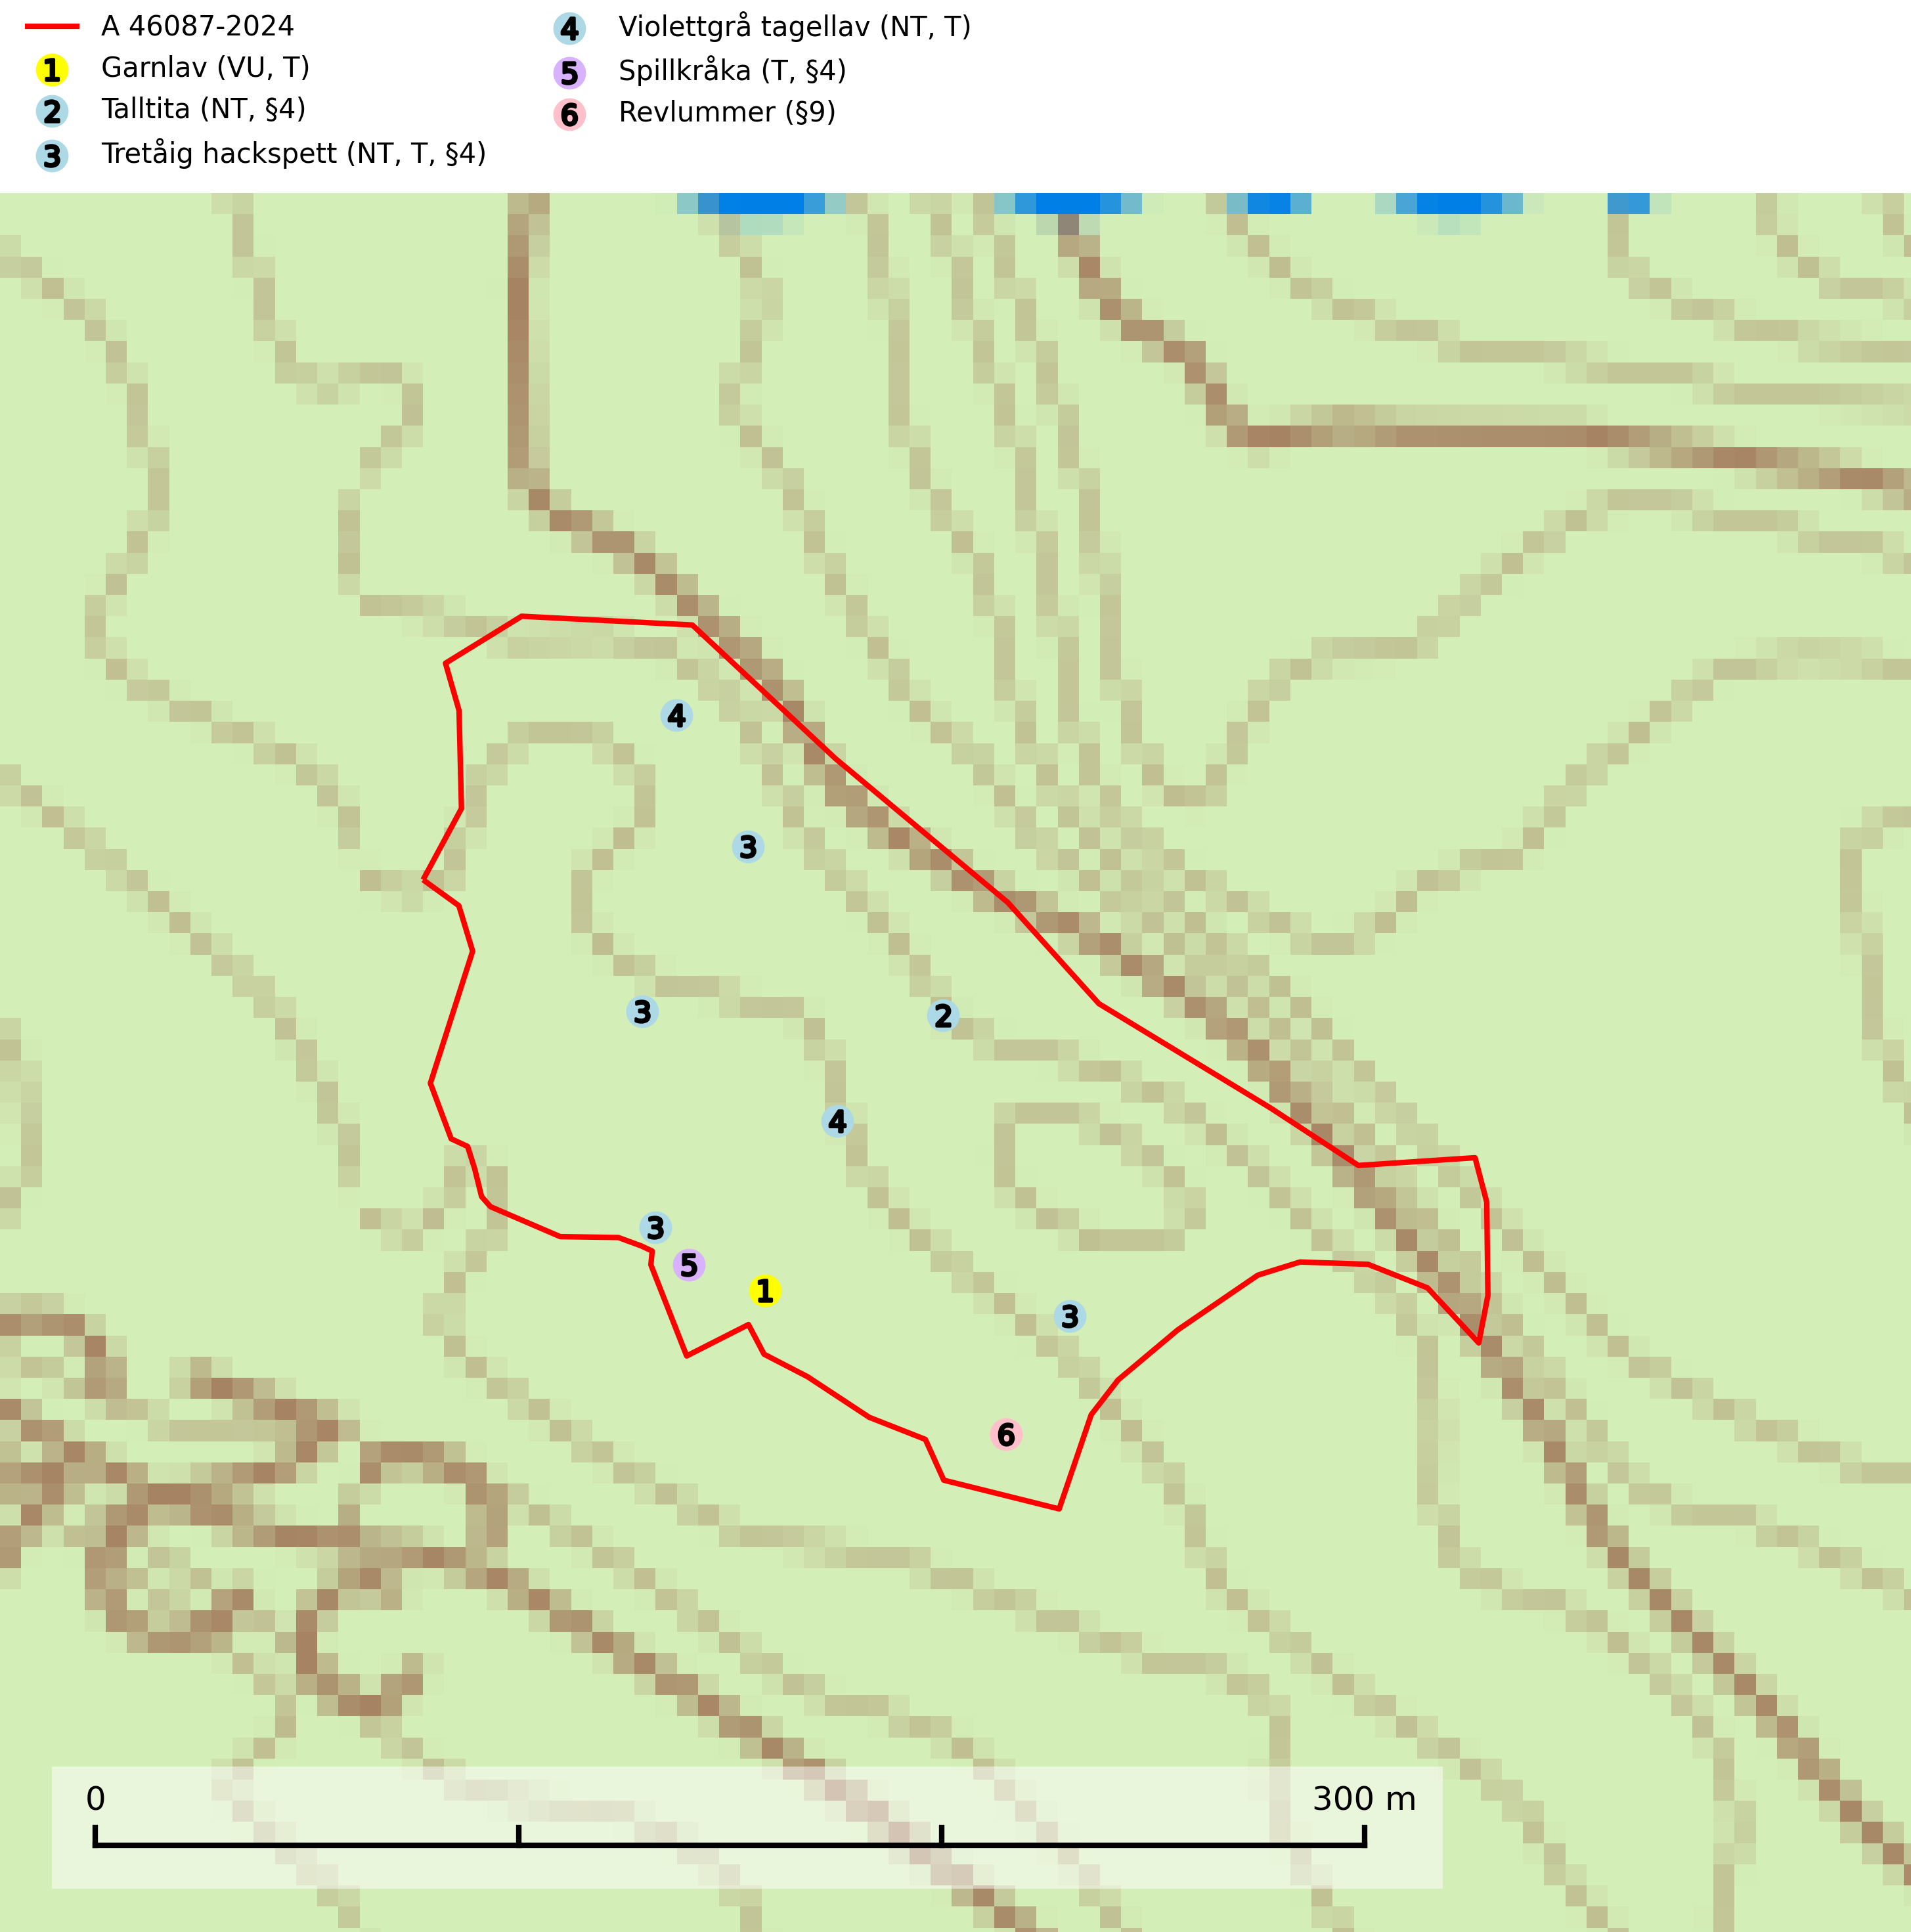 A 46087-2024
1 Garnlav (VU, T)
2 Talltita (NT, §4)
3 Tretåig hackspett (NT, T, §4)
4 Violettgrå tagellav (NT, T)
5 Spillkråka (T, §4)
6 Revlummer (§9)
4
3
3
2
4
3
5
1
3
6
0 300 m